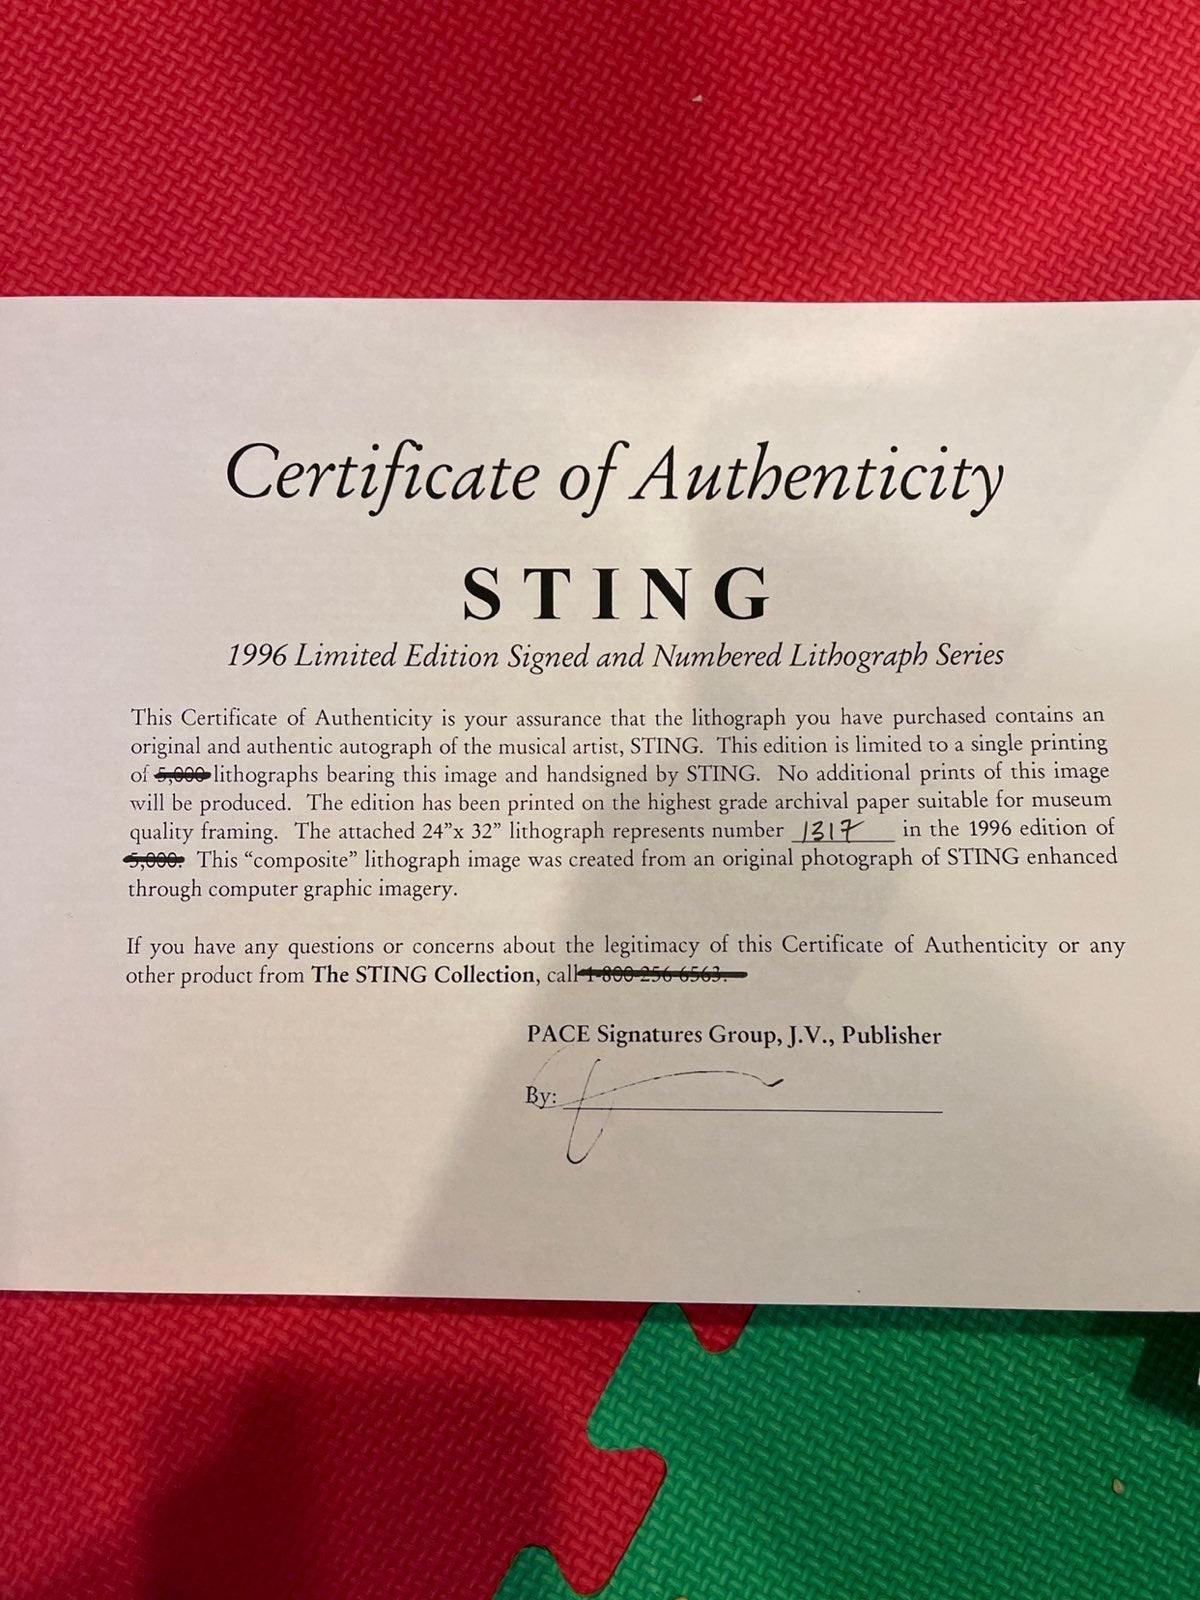 Certificate of Authenticity
STING
1996 Limited Edition Signed and Numbered Lithograph Series
This Certificate of Authenticity is your assurance that the lithograph you have purchased contains an
original and authentic autograph of the musical artist, STING. This edition is limited to a single printing
of 5,000 lithographs bearing this image and handsigned by STING. No additional prints of this image
will be produced. The edition has been printed on the highest grade archival paper suitable for museum
quality framing. The attached 24"x 32" lithograph represents number 1317 in the 1996 edition of
5,000. This "composite" lithograph image was created from an original photograph of STING enhanced
through computer graphic imagery.
If you have any questions or concerns about the legitimacy of this Certificate of Authenticity or any
other product from The STING Collection, call 1-800-256-6563.
PACE Signatures Group, J.V., Publisher
By: